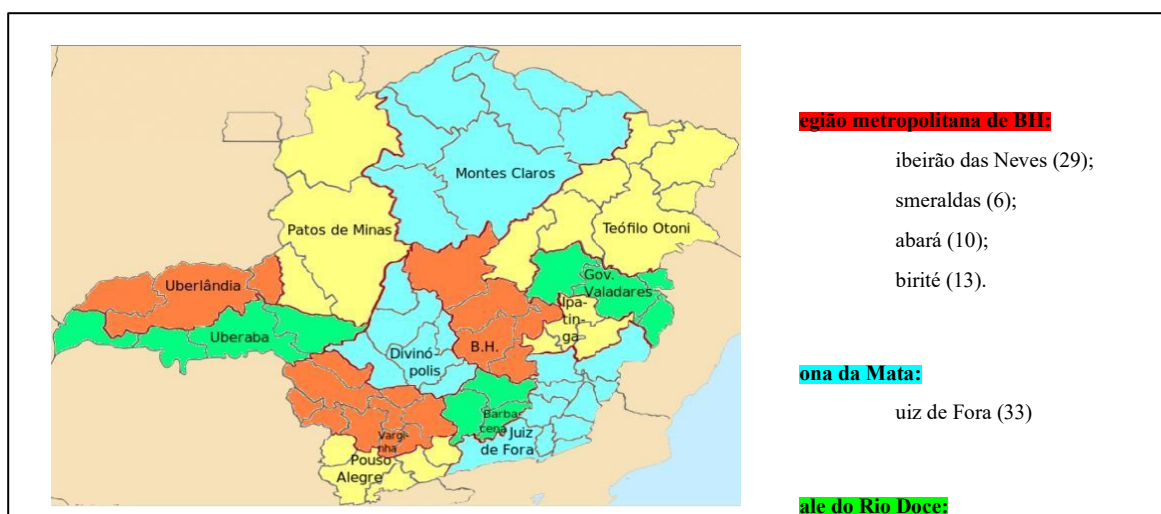 Montes Claros
Patos de Minas
Teófilo Otoni
Uberlândia
Gov.
Valadares
Ipa-
tin-
ga
Uberaba
Divinó-
polis
B.H.
Barba-
cena
Juiz
de Fora
Vargi-
nha
Pouso
Alegre
egião metropolitana de BH:
ibeirão das Neves (29);
smeraldas (6);
abará (10);
birité (13).
ona da Mata:
uiz de Fora (33)
ale do Rio Doce: